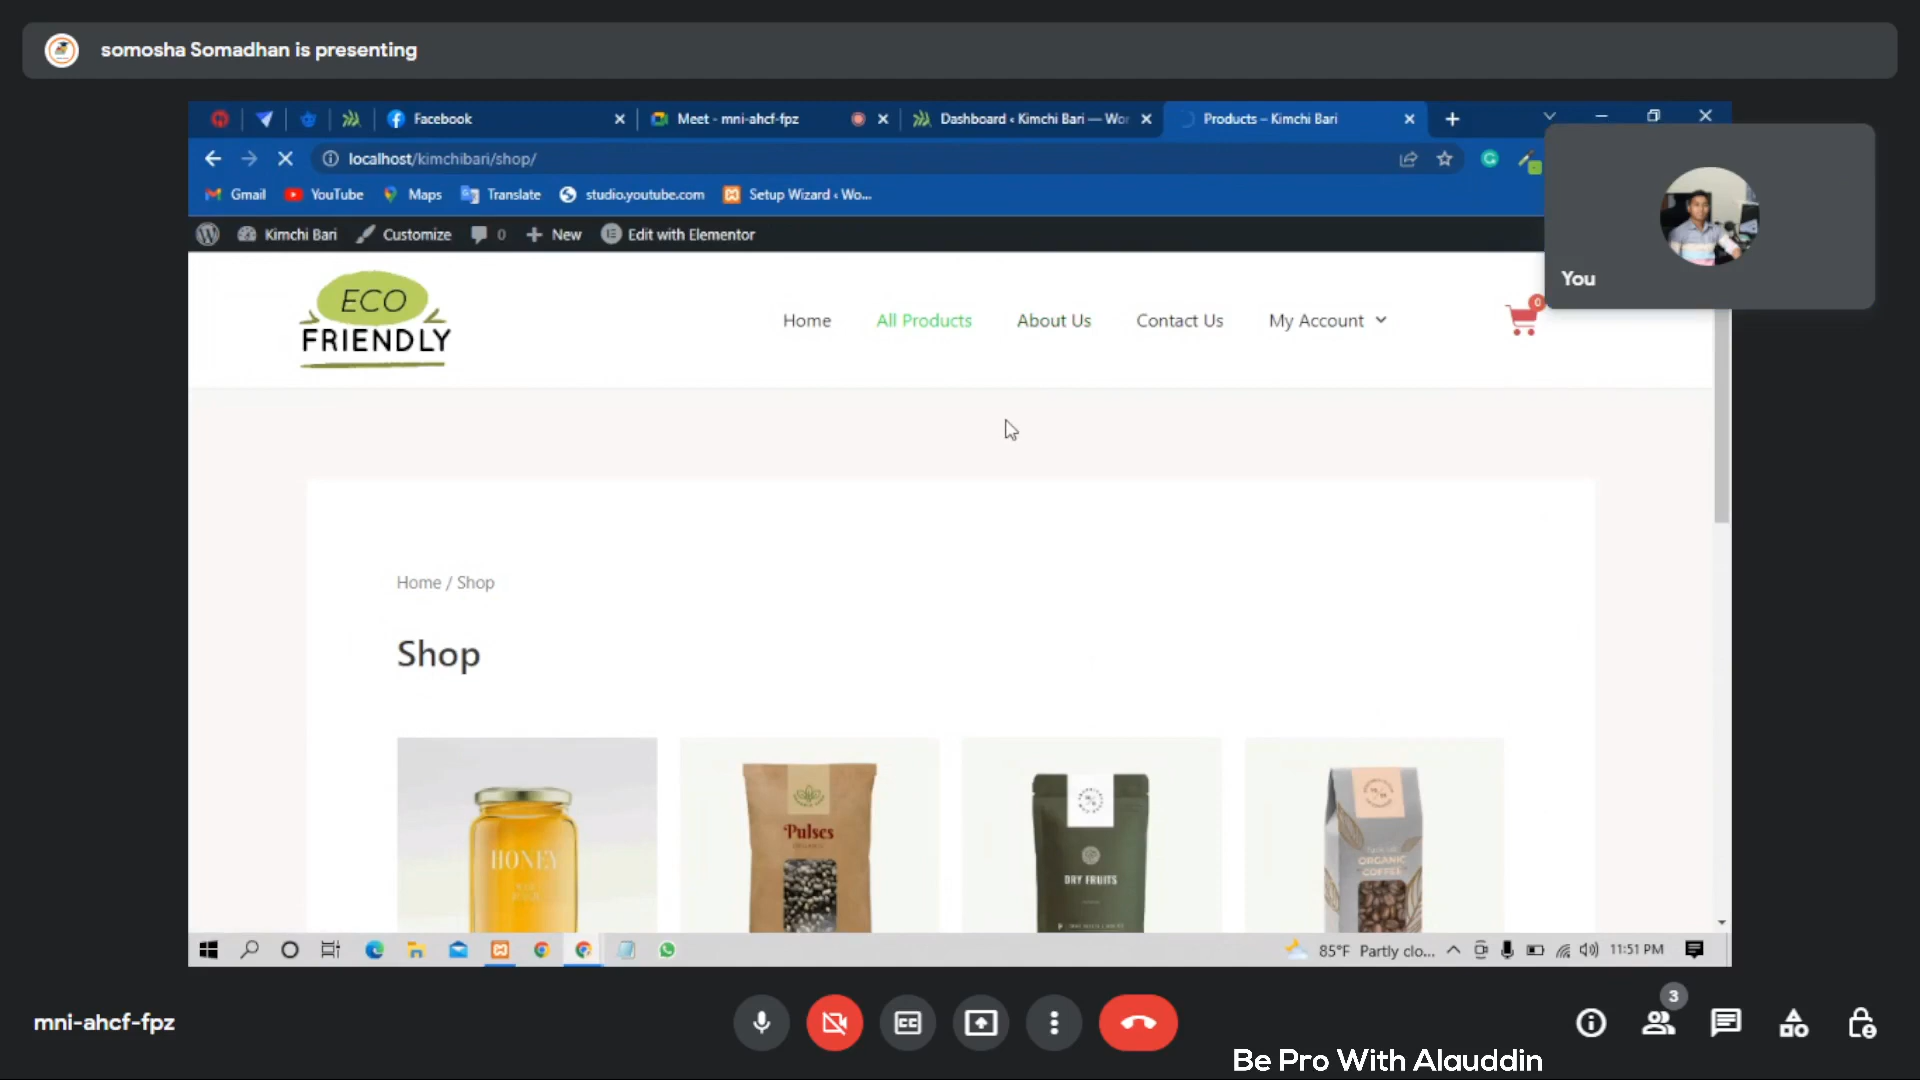 somosha Somadhan is presenting
Facebook
Meet - mni-ahcf-fpz
Dashboard ‹ Kimchi Bari — Wor
Products – Kimchi Bari
localhost/kimchibari/shop/
Gmail
YouTube
Maps
Translate
studio.youtube.com
Setup Wizard ‹ Wo...
Kimchi Bari
Customize
0
New
Edit with Elementor
You
ECO
FRIENDLY
Home
All Products
About Us
Contact Us
My Account
0
Home / Shop
Shop
HONEY
Pulses
DRY FRUITS
ORGANIC
COFFEE
85°F Partly clo...
11:51 PM
mni-ahcf-fpz
3
Be Pro With Alauddin